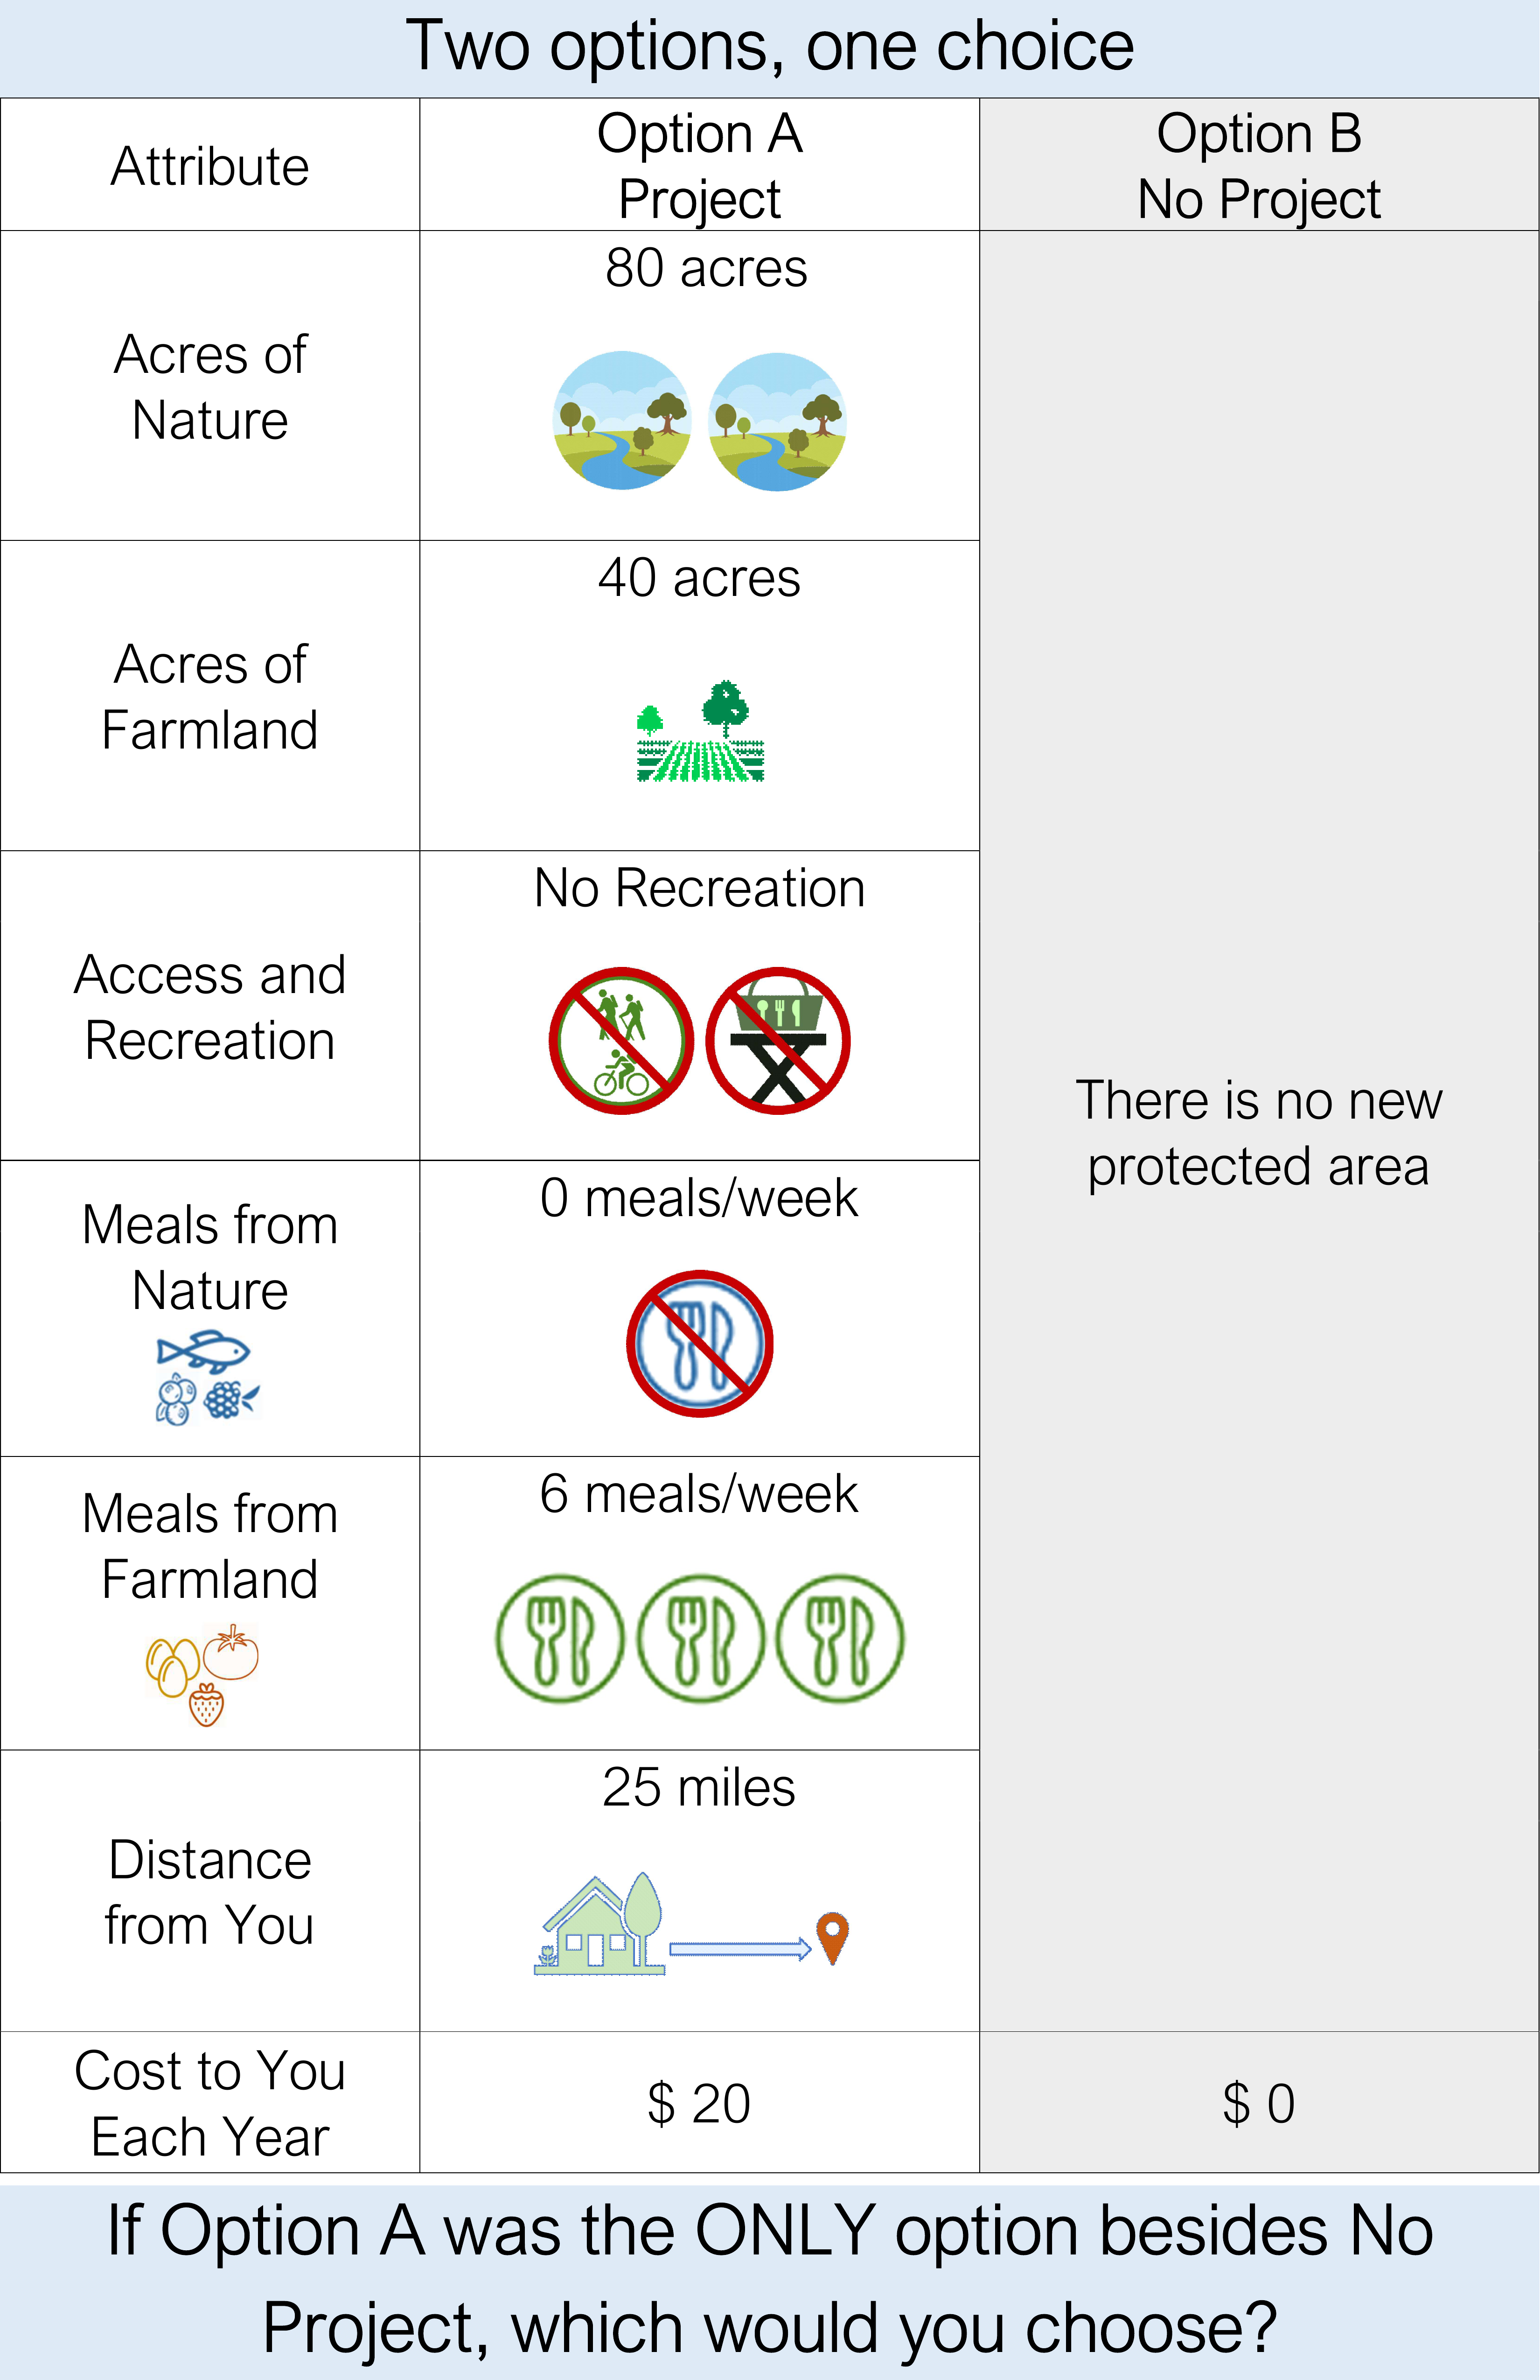 Two options, one choice
Attribute
Option A
Project
Option B
No Project
Acres of
Nature
80 acres
Acres of
Farmland
40 acres
Access and
Recreation
No Recreation
Meals from
Nature
0 meals/week
Meals from
Farmland
6 meals/week
Distance
from You
25 miles
There is no new
protected area
Cost to You
Each Year
$ 20
$ 0
If Option A was the ONLY option besides No
Project, which would you choose?